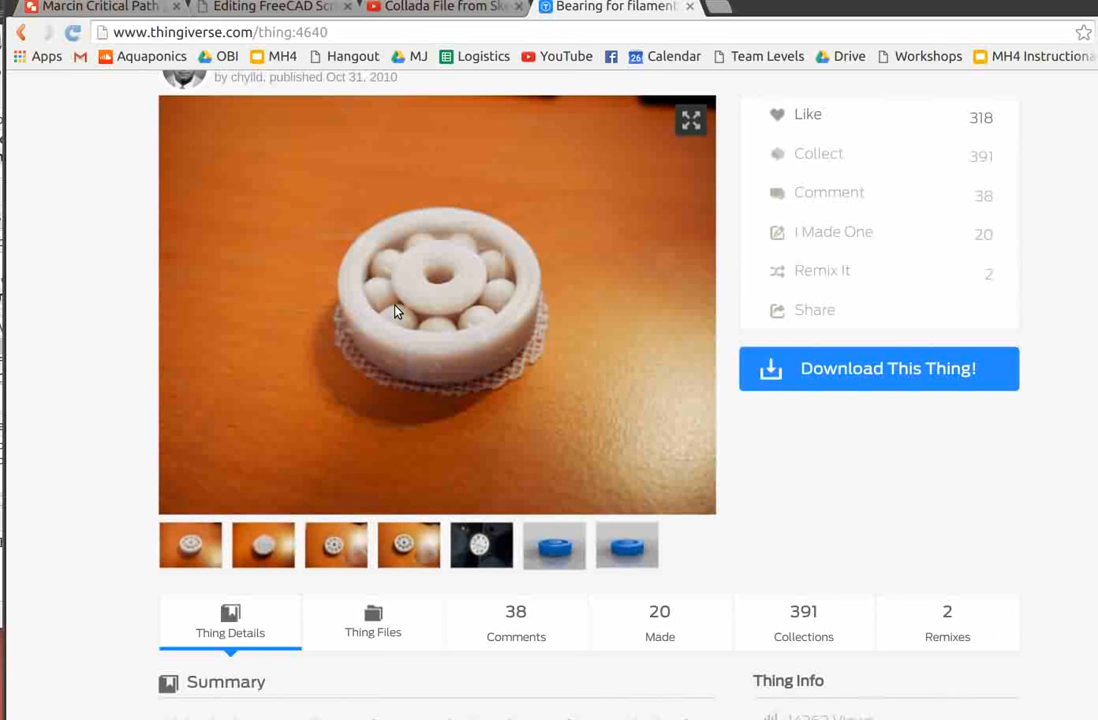 Marcin Critical Path
Editing FreeCAD Scr
Collada File from Ske
Bearing for filament
www.thingiverse.com/thing:4640
Apps
Aquaponics
OBI
MH4
Hangout
MJ
Logistics
YouTube
26 Calendar
Team Levels
Drive
Workshops
MH4 Instructiona
by chylld. published Oct 31, 2010
Like 318
Collect 391
Comment 38
I Made One 20
Remix It 2
Share
Download This Thing!
Thing Details
Thing Files
38
Comments
20
Made
391
Collections
2
Remixes
Summary
Thing Info